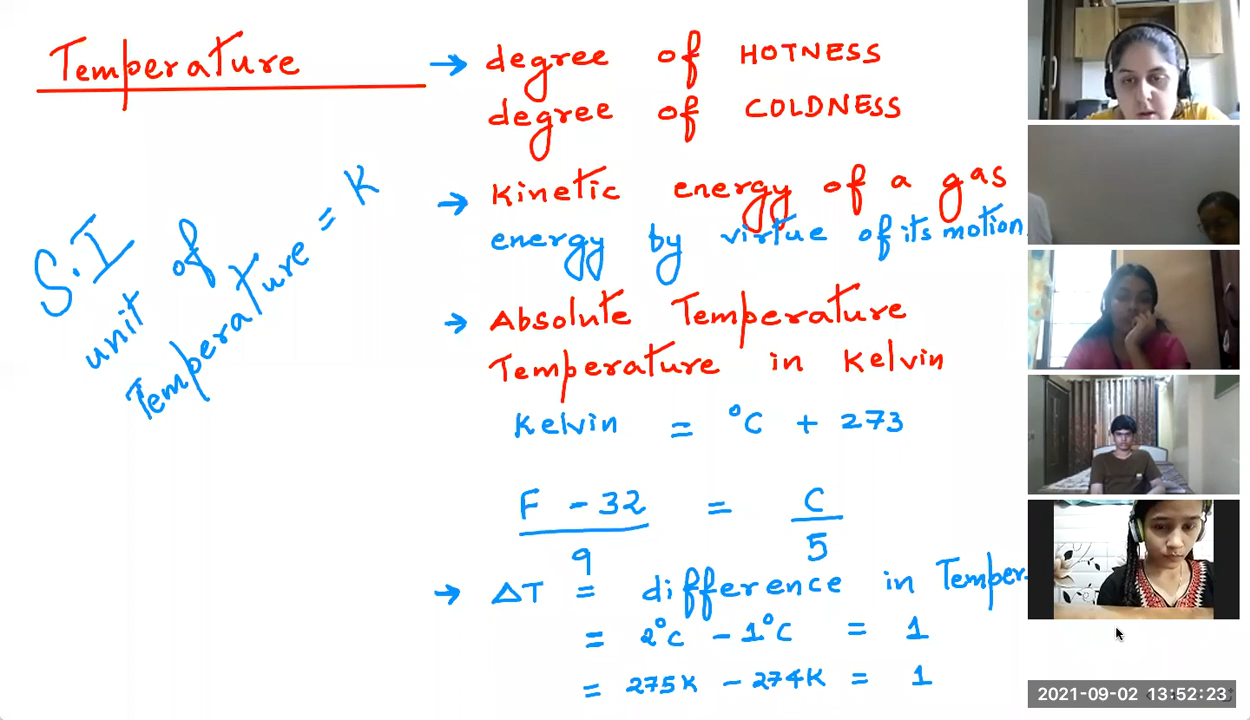 Temperature
→ degree of HOTNESS
degree of COLDNESS
→ Kinetic energy of a gas
energy by virtue of its motion
S.I
unit of
Temperature = K
→ Absolute Temperature
Temperature in Kelvin
Kelvin = °C + 273
F - 32 = C
9 5
→ ΔT = difference in Temper
= 2°C - 1°C = 1
= 275K - 274K = 1
2021-09-02 13:52:23